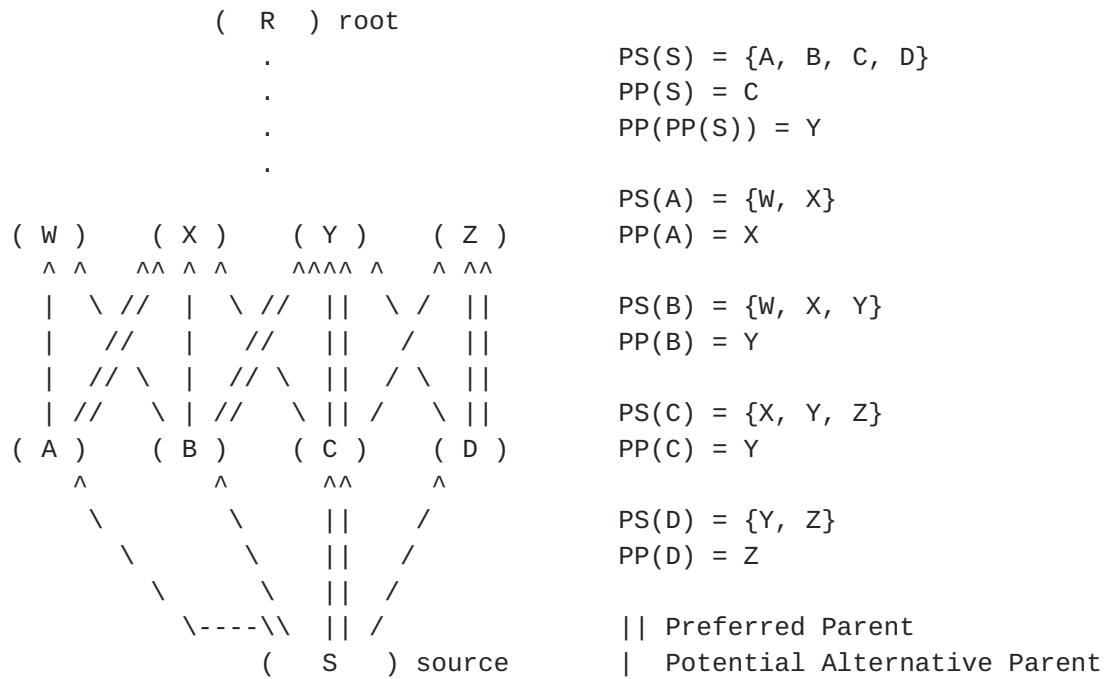 (  R  ) root
                    .                      PS(S) = {A, B, C, D}
                    .                      PP(S) = C
                    .                      PP(PP(S)) = Y
                    .
                                           PS(A) = {W, X}
( W )    ( X )    ( Y )    ( Z )           PP(A) = X
  ^ ^   ^^ ^ ^    ^^^^ ^   ^ ^^
  |  \ //  |  \ //  ||  \ /  ||            PS(B) = {W, X, Y}
  |   //   |   //   ||   /   ||            PP(B) = Y
  |  // \  |  // \  ||  / \  ||
  | //   \ | //   \ || /   \ ||            PS(C) = {X, Y, Z}
( A )    ( B )    ( C )    ( D )           PP(C) = Y
    ^        ^      ^^     ^
     \        \     ||    /                PS(D) = {Y, Z}
       \       \    ||   /                 PP(D) = Z
         \      \   ||  /
           \----\\  || /                   || Preferred Parent
                (   S   ) source           |  Potential Alternative Parent